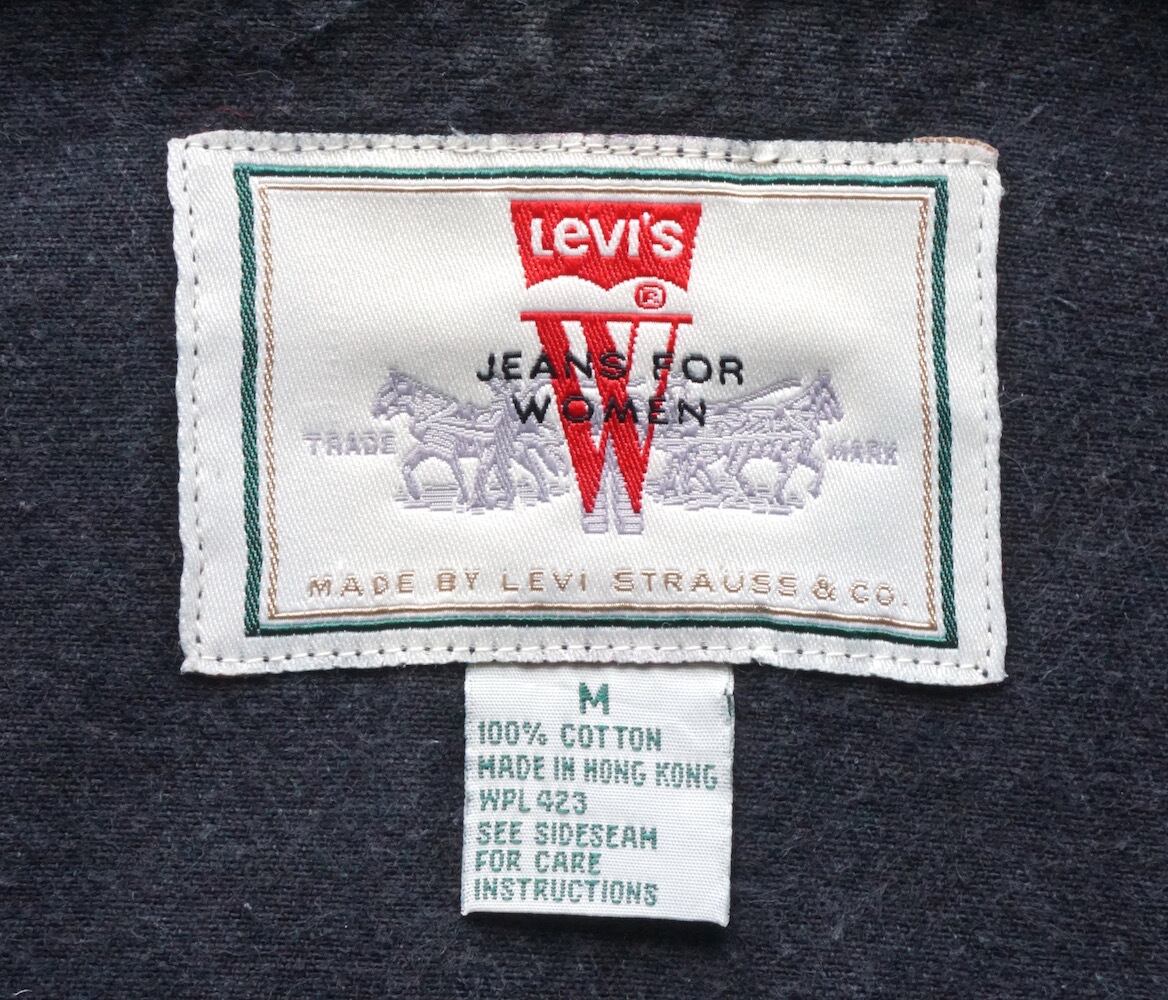 LEVI'S
®
W
JEANS FOR
WOMEN
TRADE MARK
MADE BY LEVI STRAUSS & CO.
M
100% COTTON
MADE IN HONG KONG
WPL 423
SEE SIDESEAM
FOR CARE
INSTRUCTIONS